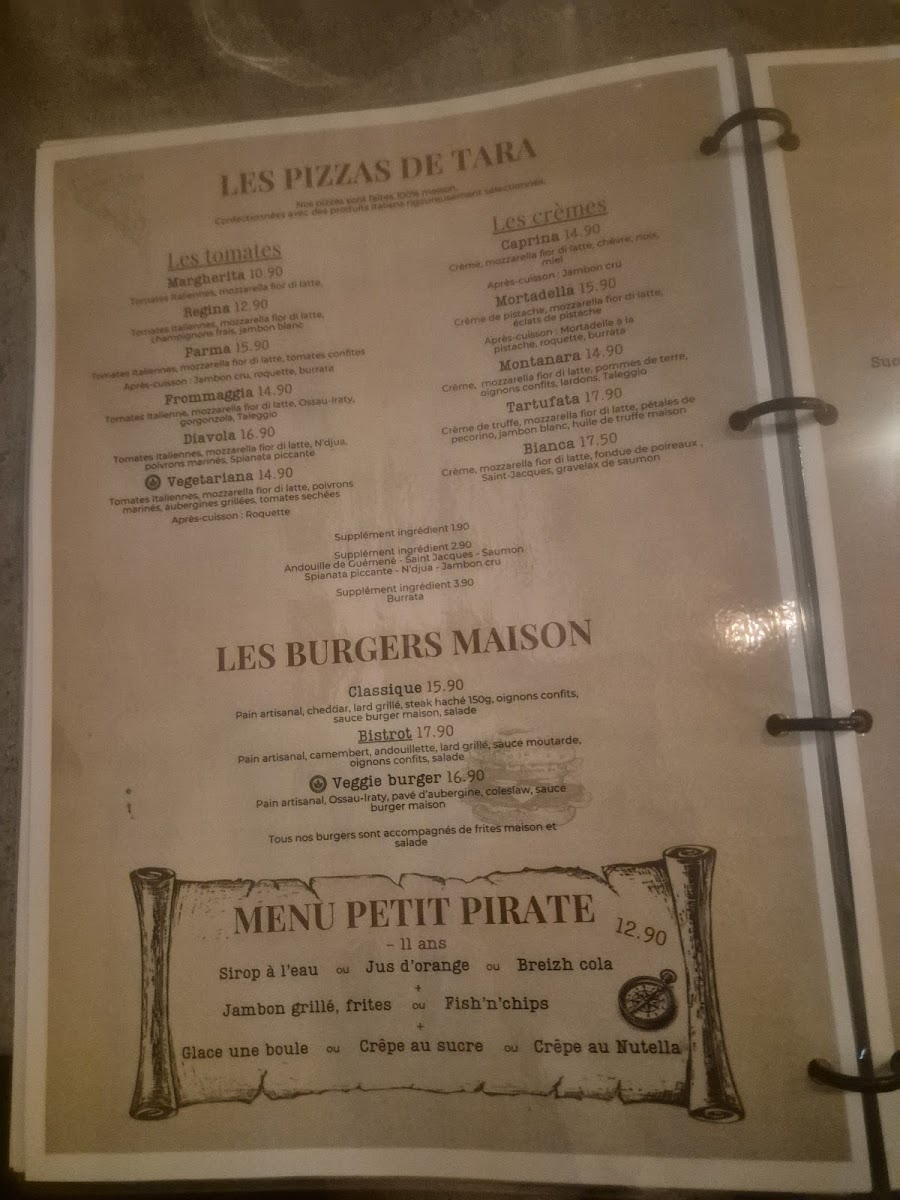 LES PIZZAS DE TARA
Nos pizzas sont faites 100% maison.
Confectionnées avec des produits italiens rigoureusement sélectionnés.
Les tomates
Margherita 10.90
Tomates italiennes, mozzarella fior di latte,
Regina 12.90
Tomates italiennes, mozzarella fior di latte,
champignons frais, jambon blanc
Parma 15.90
Tomates italiennes, mozzarella fior di latte, tomates confites
Après-cuisson : Jambon cru, roquette, burrata
Frommaggia 14.90
Tomates italienne, mozzarella fior di latte, Ossau-Iraty,
gorgonzola, Taleggio
Diavola 16.90
Tomates italiennes, mozzarella fior di latte, N'djua,
poivrons marinés, Spianata piccante
Vegetariana 14.90
Tomates italiennes, mozzarella fior di latte, poivrons
marinés, aubergines grillées, tomates sechées
Après-cuisson : Roquette
Les crèmes
Caprina 14.90
Crème, mozzarella fior di latte, chèvre, noix,
miel
Après-cuisson : Jambon cru
Mortadella 15.90
Crème de pistache, mozzarella fior di latte,
éclats de pistache
Après-cuisson : Mortadelle à la
pistache, roquette, burrata
Montanara 14.90
Crème, mozzarella fior di latte, pommes de terre,
oignons confits, lardons, Taleggio
Tartufata 17.90
Crème de truffe, mozzarella fior di latte, pétales de
pecorino, jambon blanc, huile de truffe maison
Bianca 17.50
Crème, mozzarella fior di latte, fondue de poireaux ,
Saint-Jacques, gravelax de saumon
Supplément ingrédient 1.90
Supplément ingrédient 2.90
Andouille de Guémené - Saint Jacques - Saumon
Spianata piccante - N'djua - Jambon cru
Supplément ingrédient 3.90
Burrata
LES BURGERS MAISON
Classique 15.90
Pain artisanal, cheddar, lard grillé, steak haché 150g, oignons confits,
sauce burger maison, salade
Bistrot 17.90
Pain artisanal, camembert, andouillette, lard grillé, sauce moutarde,
oignons confits, salade
Veggie burger 16.90
Pain artisanal, Ossau-Iraty, pavé d'aubergine, coleslaw, sauce
burger maison
Tous nos burgers sont accompagnés de frites maison et
salade
MENU PETIT PIRATE 12.90
- 11 ans
Sirop à l'eau ou Jus d'orange ou Breizh cola
+
Jambon grillé, frites ou Fish'n'chips
+
Glace une boule ou Crêpe au sucre ou Crêpe au Nutella